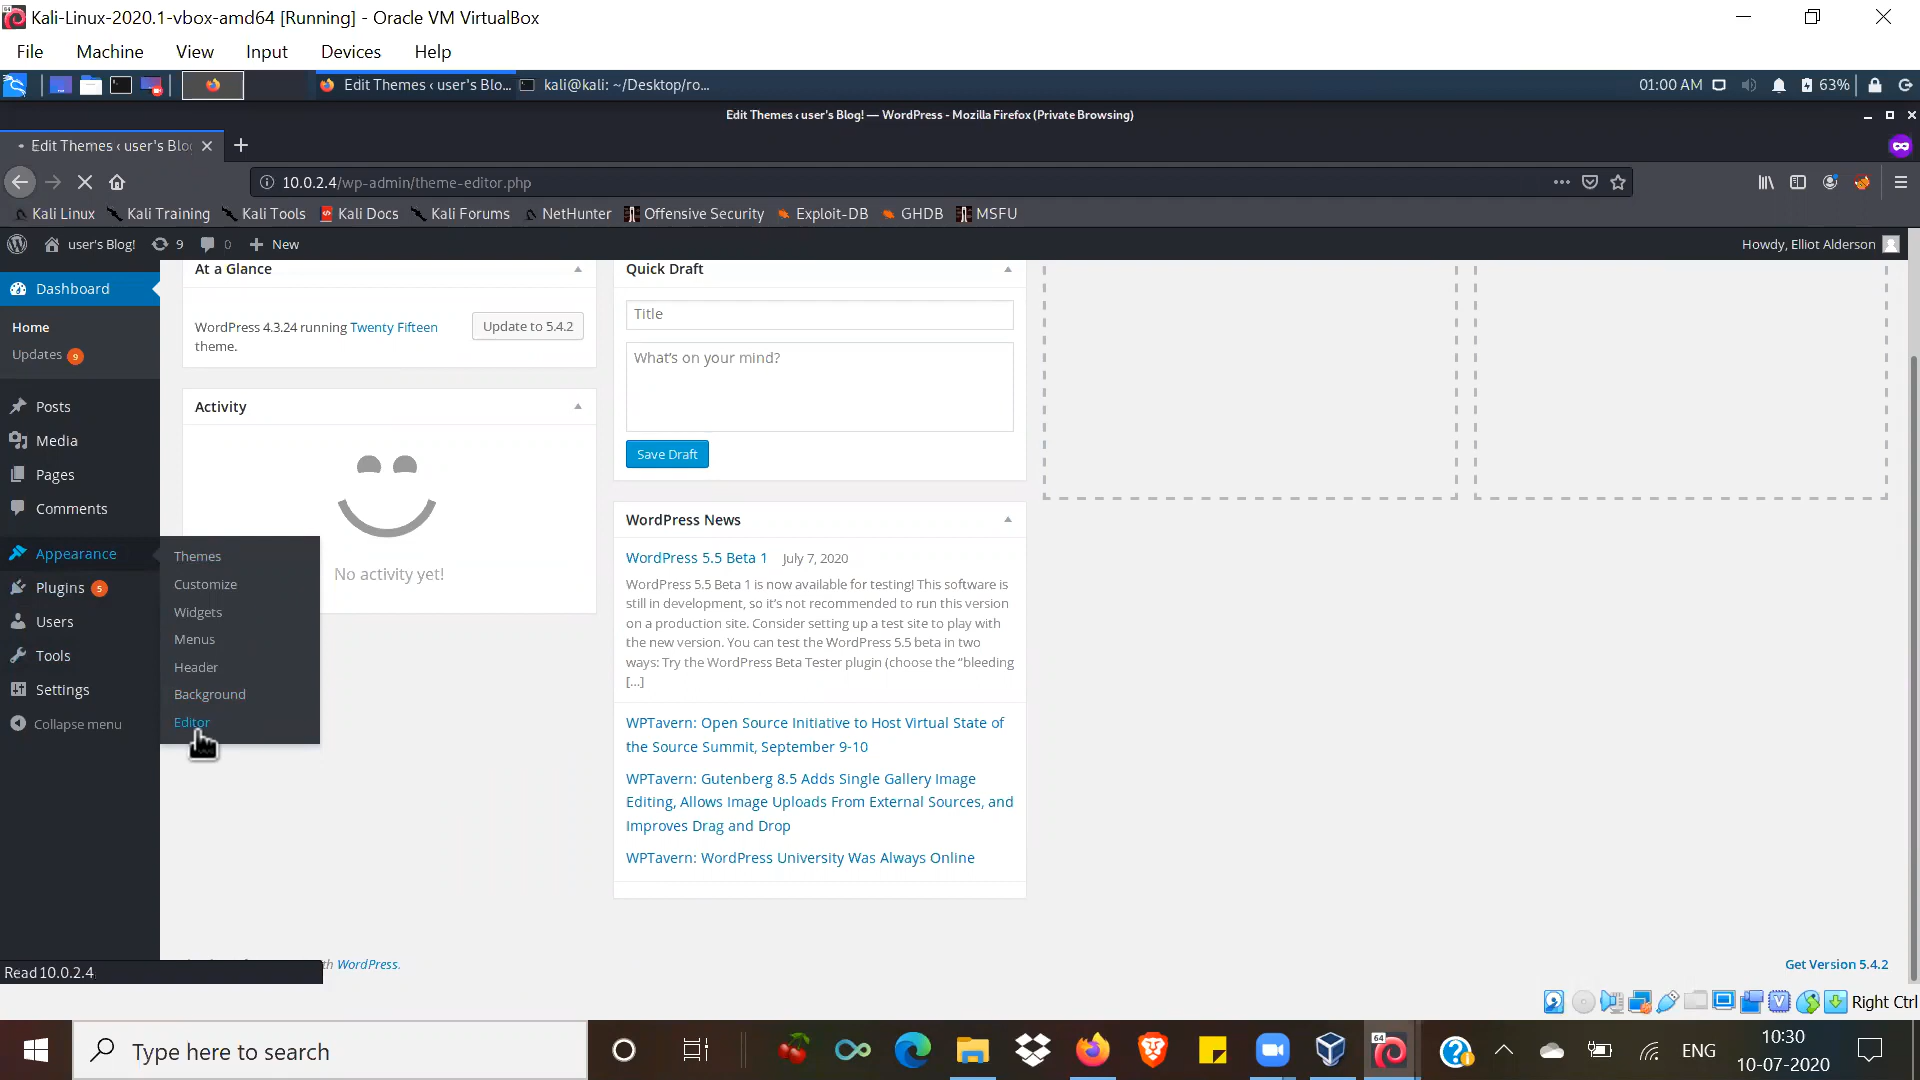 Kali-Linux-2020.1-vbox-amd64 [Running] - Oracle VM VirtualBox
File Machine View Input Devices Help
Edit Themes ‹ user's Blo... kali@kali: ~/Desktop/ro... 01:00 AM 63%
Edit Themes ‹ user's Blog! — WordPress - Mozilla Firefox (Private Browsing)
Edit Themes ‹ user's Blog
10.0.2.4/wp-admin/theme-editor.php
Kali Linux Kali Training Kali Tools Kali Docs Kali Forums NetHunter Offensive Security Exploit-DB GHDB MSFU
user's Blog! 9 0 New Howdy, Elliot Alderson
Dashboard
Home
Updates 9
Posts
Media
Pages
Comments
Appearance
Plugins 5
Users
Tools
Settings
Collapse menu
Themes
Customize
Widgets
Menus
Header
Background
Editor
At a Glance
WordPress 4.3.24 running Twenty Fifteen
theme.
Update to 5.4.2
Activity
No activity yet!
Quick Draft
Title
What's on your mind?
Save Draft
WordPress News
WordPress 5.5 Beta 1 July 7, 2020
WordPress 5.5 Beta 1 is now available for testing! This software is
still in development, so it's not recommended to run this version
on a production site. Consider setting up a test site to play with
the new version. You can test the WordPress 5.5 beta in two
ways: Try the WordPress Beta Tester plugin (choose the “bleeding
[…]
WPTavern: Open Source Initiative to Host Virtual State of
the Source Summit, September 9-10
WPTavern: Gutenberg 8.5 Adds Single Gallery Image
Editing, Allows Image Uploads From External Sources, and
Improves Drag and Drop
WPTavern: WordPress University Was Always Online
th WordPress.
Get Version 5.4.2
Read 10.0.2.4
Right Ctrl
Type here to search
64
ENG
10:30
10-07-2020